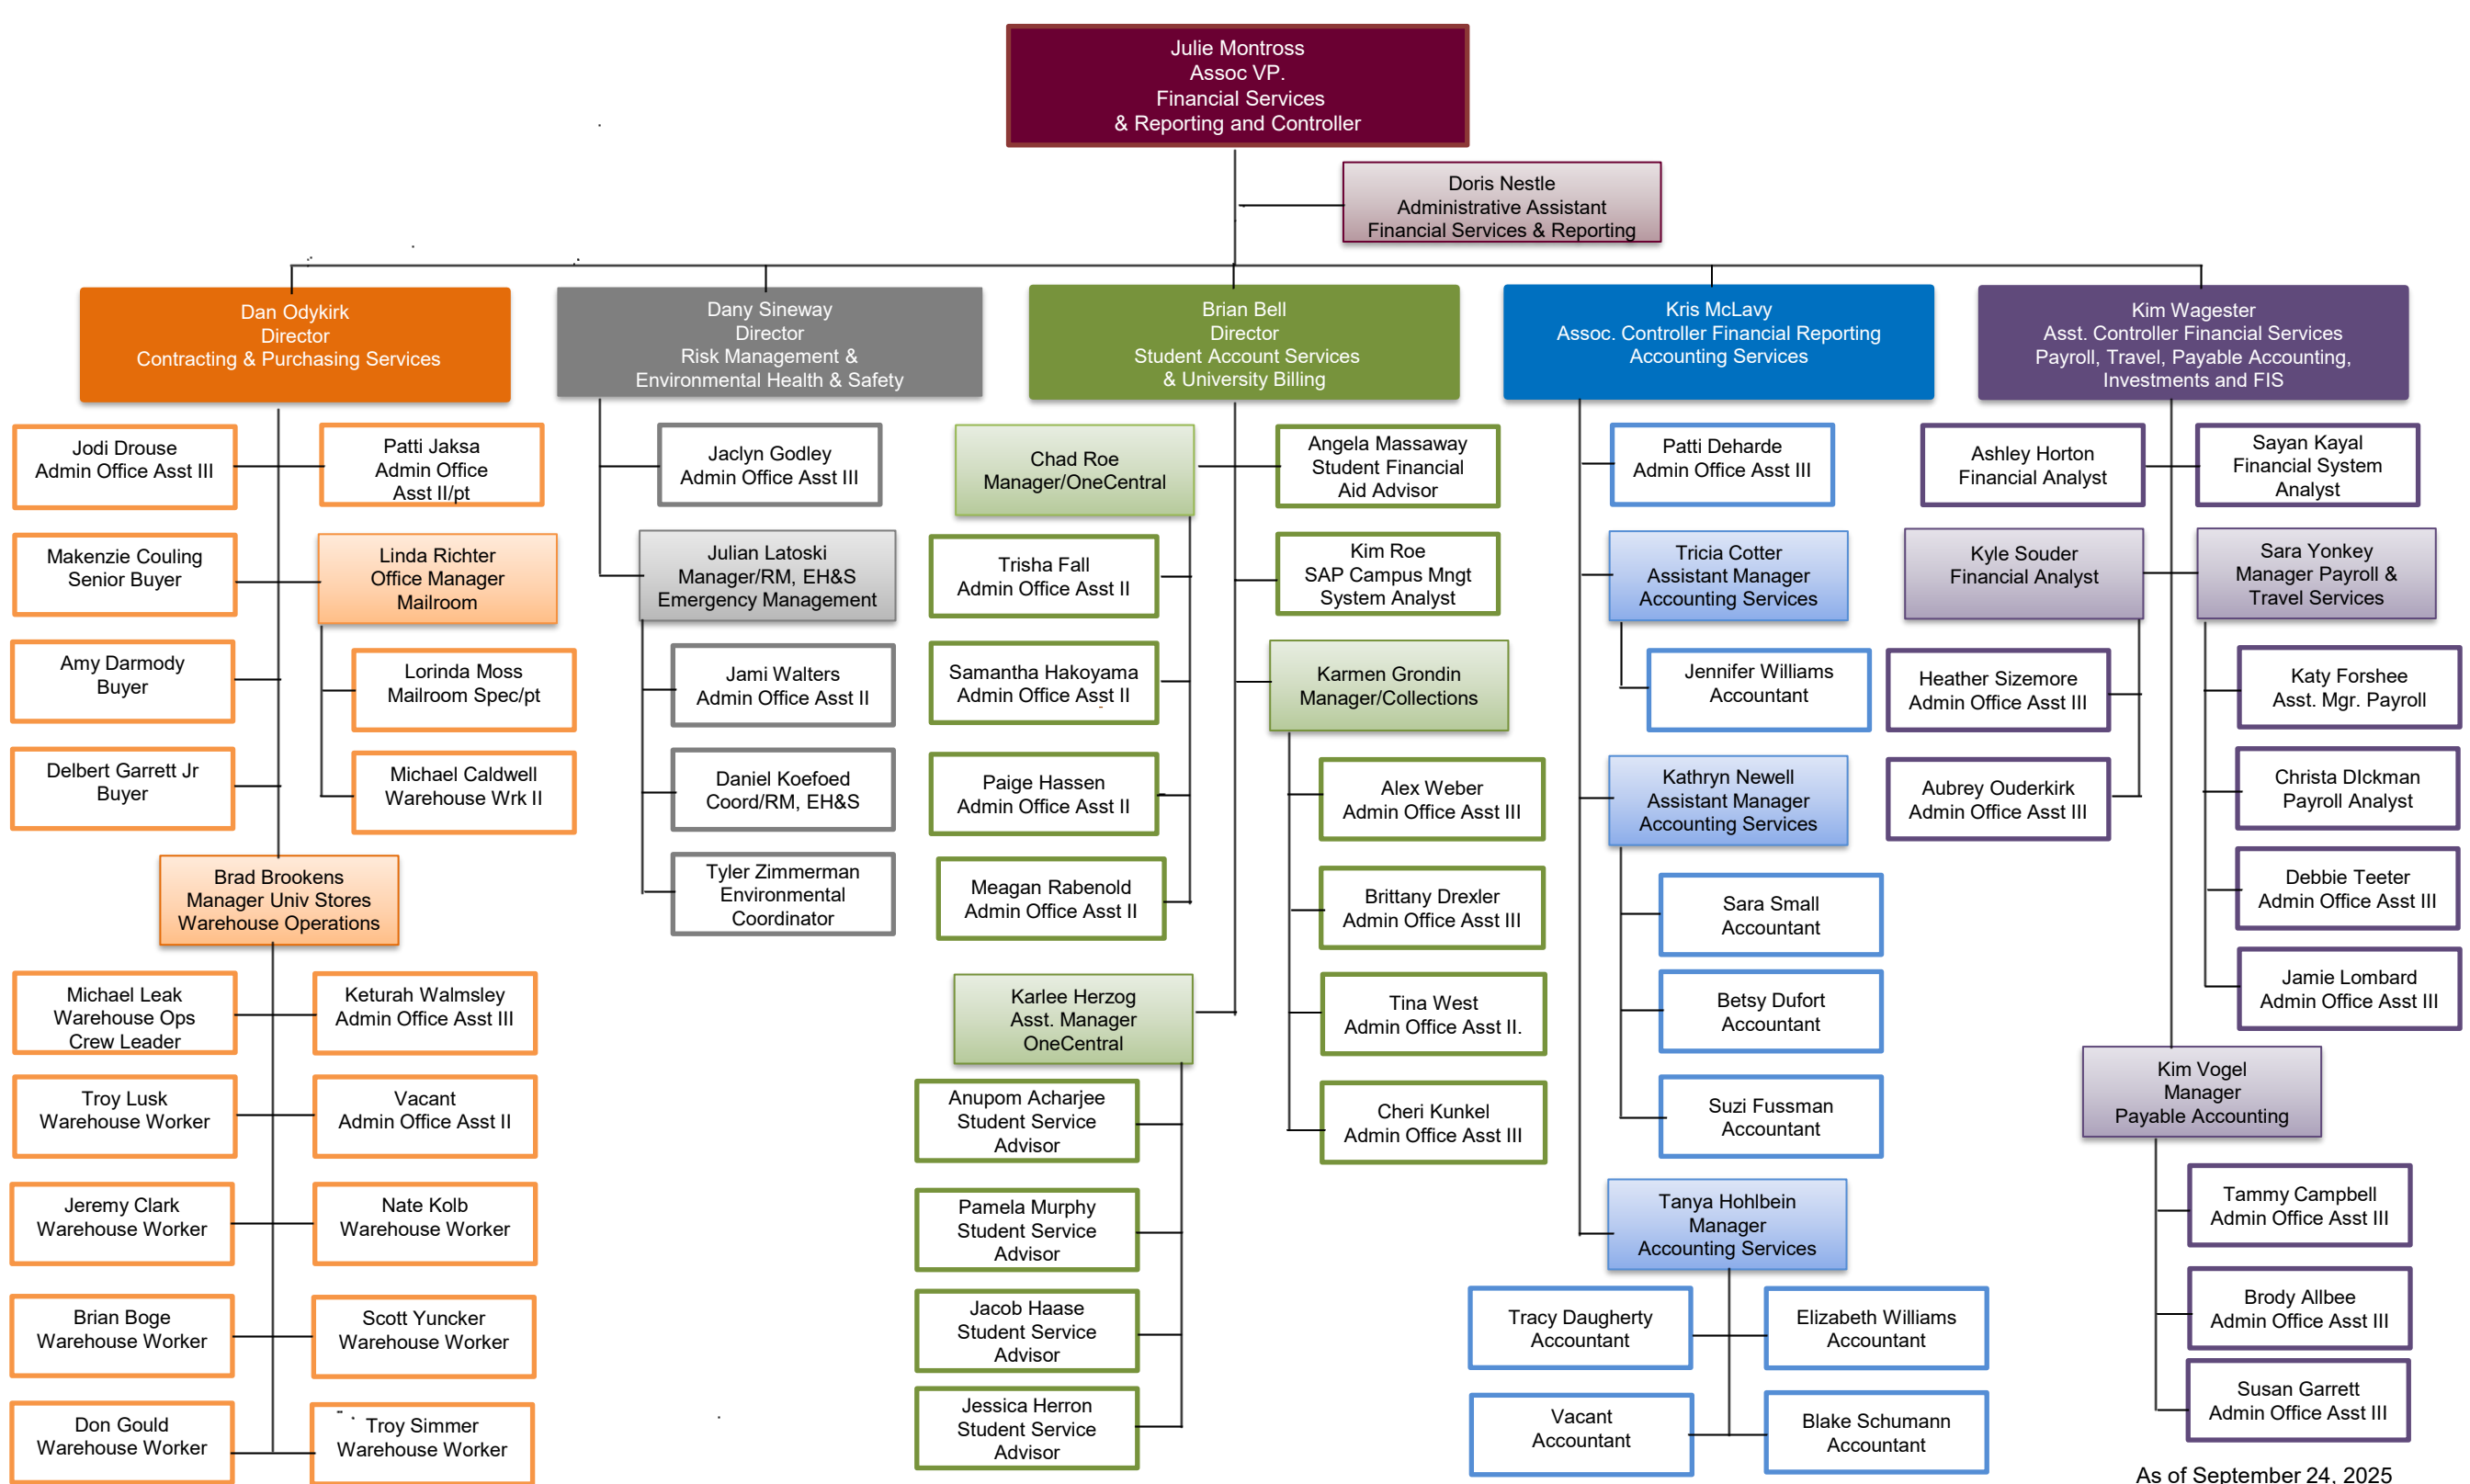 Julie Montross
Assoc VP.
Financial Services
& Reporting and Controller
Doris Nestle
Administrative Assistant
Financial Services & Reporting
Dan Odykirk
Director
Contracting & Purchasing Services
Dany Sineway
Director
Risk Management &
Environmental Health & Safety
Brian Bell
Director
Student Account Services
& University Billing
Kris McLavy
Assoc. Controller Financial Reporting
Accounting Services
Kim Wagester
Asst. Controller Financial Services
Payroll, Travel, Payable Accounting,
Investments and FIS
Jodi Drouse
Admin Office Asst III
Patti Jaksa
Admin Office
Asst II/pt
Makenzie Couling
Senior Buyer
Linda Richter
Office Manager
Mailroom
Amy Darmody
Buyer
Lorinda Moss
Mailroom Spec/pt
Delbert Garrett Jr
Buyer
Michael Caldwell
Warehouse Wrk II
Brad Brookens
Manager Univ Stores
Warehouse Operations
Michael Leak
Warehouse Ops
Crew Leader
Keturah Walmsley
Admin Office Asst III
Troy Lusk
Warehouse Worker
Vacant
Admin Office Asst II
Jeremy Clark
Warehouse Worker
Nate Kolb
Warehouse Worker
Brian Boge
Warehouse Worker
Scott Yuncker
Warehouse Worker
Don Gould
Warehouse Worker
Troy Simmer
Warehouse Worker
Jaclyn Godley
Admin Office Asst III
Julian Latoski
Manager/RM, EH&S
Emergency Management
Jami Walters
Admin Office Asst II
Daniel Koefoed
Coord/RM, EH&S
Tyler Zimmerman
Environmental
Coordinator
Chad Roe
Manager/OneCentral
Angela Massaway
Student Financial
Aid Advisor
Trisha Fall
Admin Office Asst II
Kim Roe
SAP Campus Mngt
System Analyst
Samantha Hakoyama
Admin Office Asst II
Karmen Grondin
Manager/Collections
Paige Hassen
Admin Office Asst II
Alex Weber
Admin Office Asst III
Meagan Rabenold
Admin Office Asst II
Brittany Drexler
Admin Office Asst III
Karlee Herzog
Asst. Manager
OneCentral
Tina West
Admin Office Asst II.
Anupom Acharjee
Student Service
Advisor
Cheri Kunkel
Admin Office Asst III
Pamela Murphy
Student Service
Advisor
Jacob Haase
Student Service
Advisor
Jessica Herron
Student Service
Advisor
Patti Deharde
Admin Office Asst III
Tricia Cotter
Assistant Manager
Accounting Services
Jennifer Williams
Accountant
Kathryn Newell
Assistant Manager
Accounting Services
Sara Small
Accountant
Betsy Dufort
Accountant
Suzi Fussman
Accountant
Tanya Hohlbein
Manager
Accounting Services
Tracy Daugherty
Accountant
Elizabeth Williams
Accountant
Vacant
Accountant
Blake Schumann
Accountant
Ashley Horton
Financial Analyst
Sayan Kayal
Financial System
Analyst
Kyle Souder
Financial Analyst
Sara Yonkey
Manager Payroll &
Travel Services
Heather Sizemore
Admin Office Asst III
Katy Forshee
Asst. Mgr. Payroll
Aubrey Ouderkirk
Admin Office Asst III
Christa DIckman
Payroll Analyst
Debbie Teeter
Admin Office Asst III
Jamie Lombard
Admin Office Asst III
Kim Vogel
Manager
Payable Accounting
Tammy Campbell
Admin Office Asst III
Brody Allbee
Admin Office Asst III
Susan Garrett
Admin Office Asst III
As of September 24, 2025